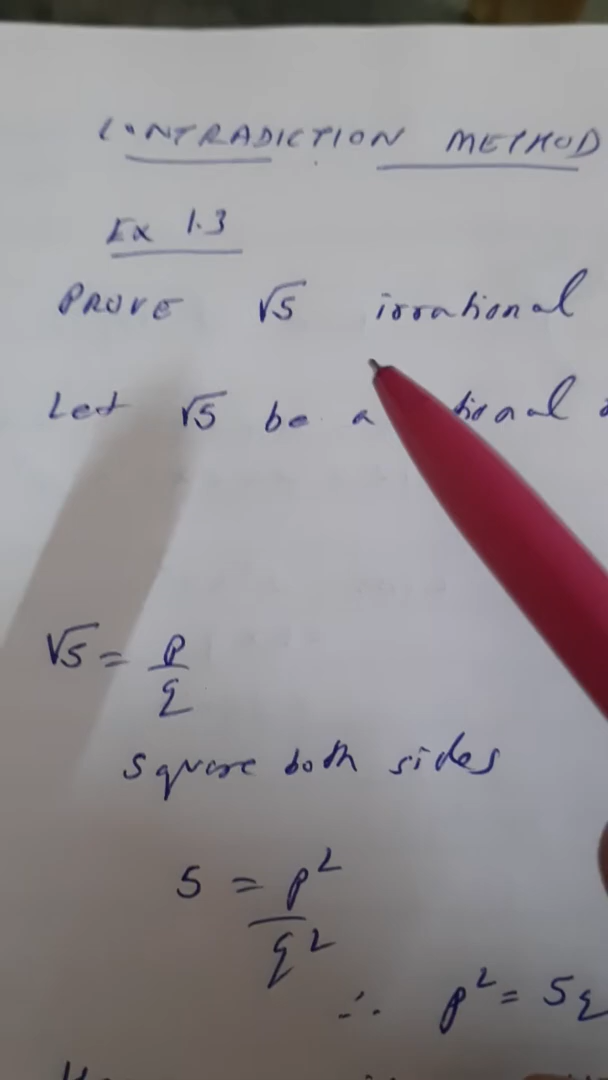 CONTRADICTION METHOD
Ex 1.3
PROVE √5 irrational
Let √5 be a tional
√5 = p/q
Square both sides
5 = p²/q²
∴ p² = 5q